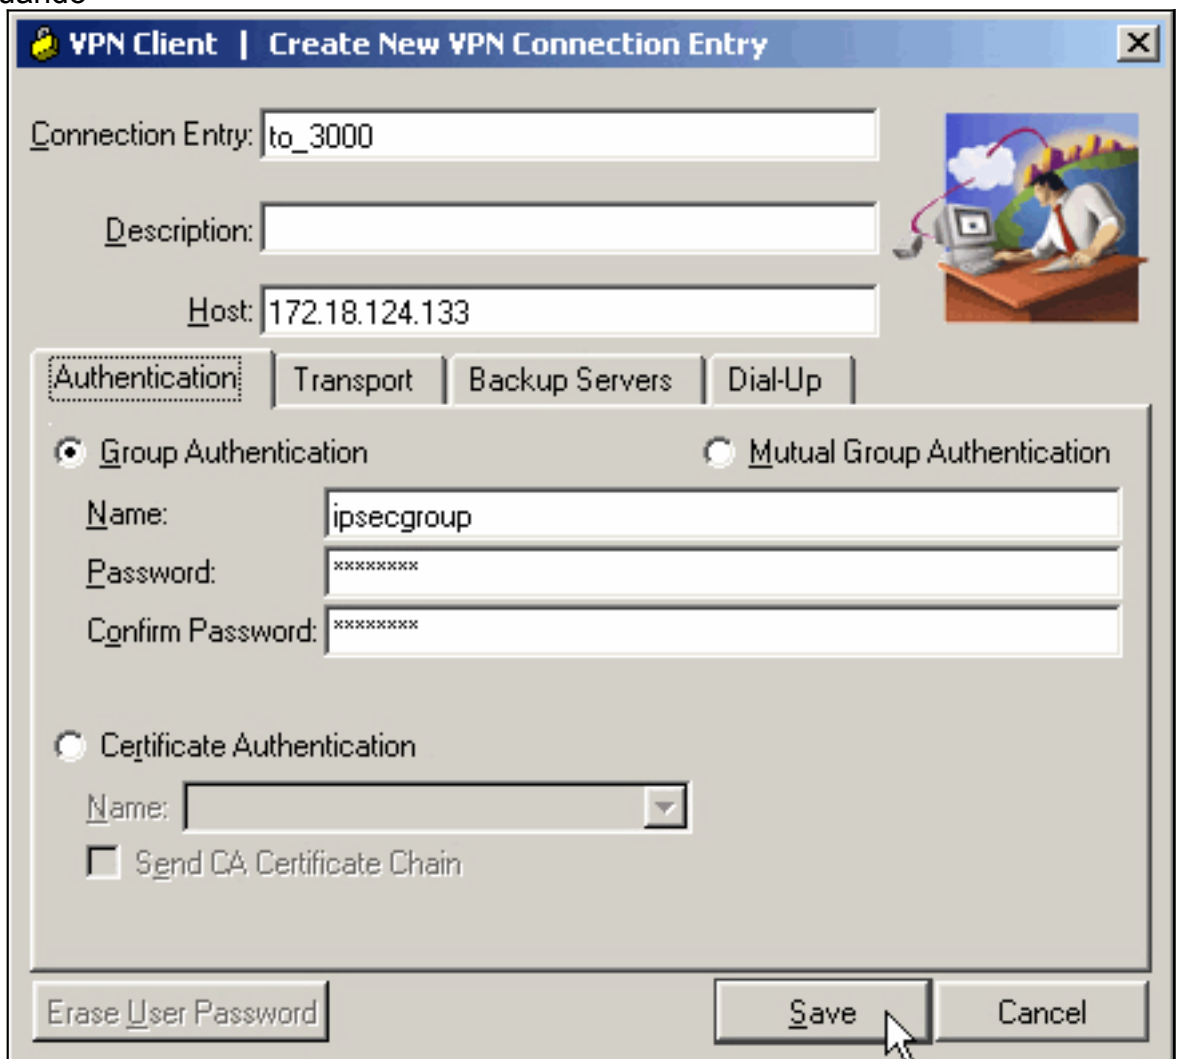 VPN Client | Create New VPN Connection Entry
Connection Entry: to_3000
Description:
Host: 172.18.124.133
Authentication Transport Backup Servers Dial-Up
Group Authentication Mutual Group Authentication
Name: ipsecgroup
Password: ********
Confirm Password: ********
Certificate Authentication
Name:
Send CA Certificate Chain
Erase User Password Save Cancel